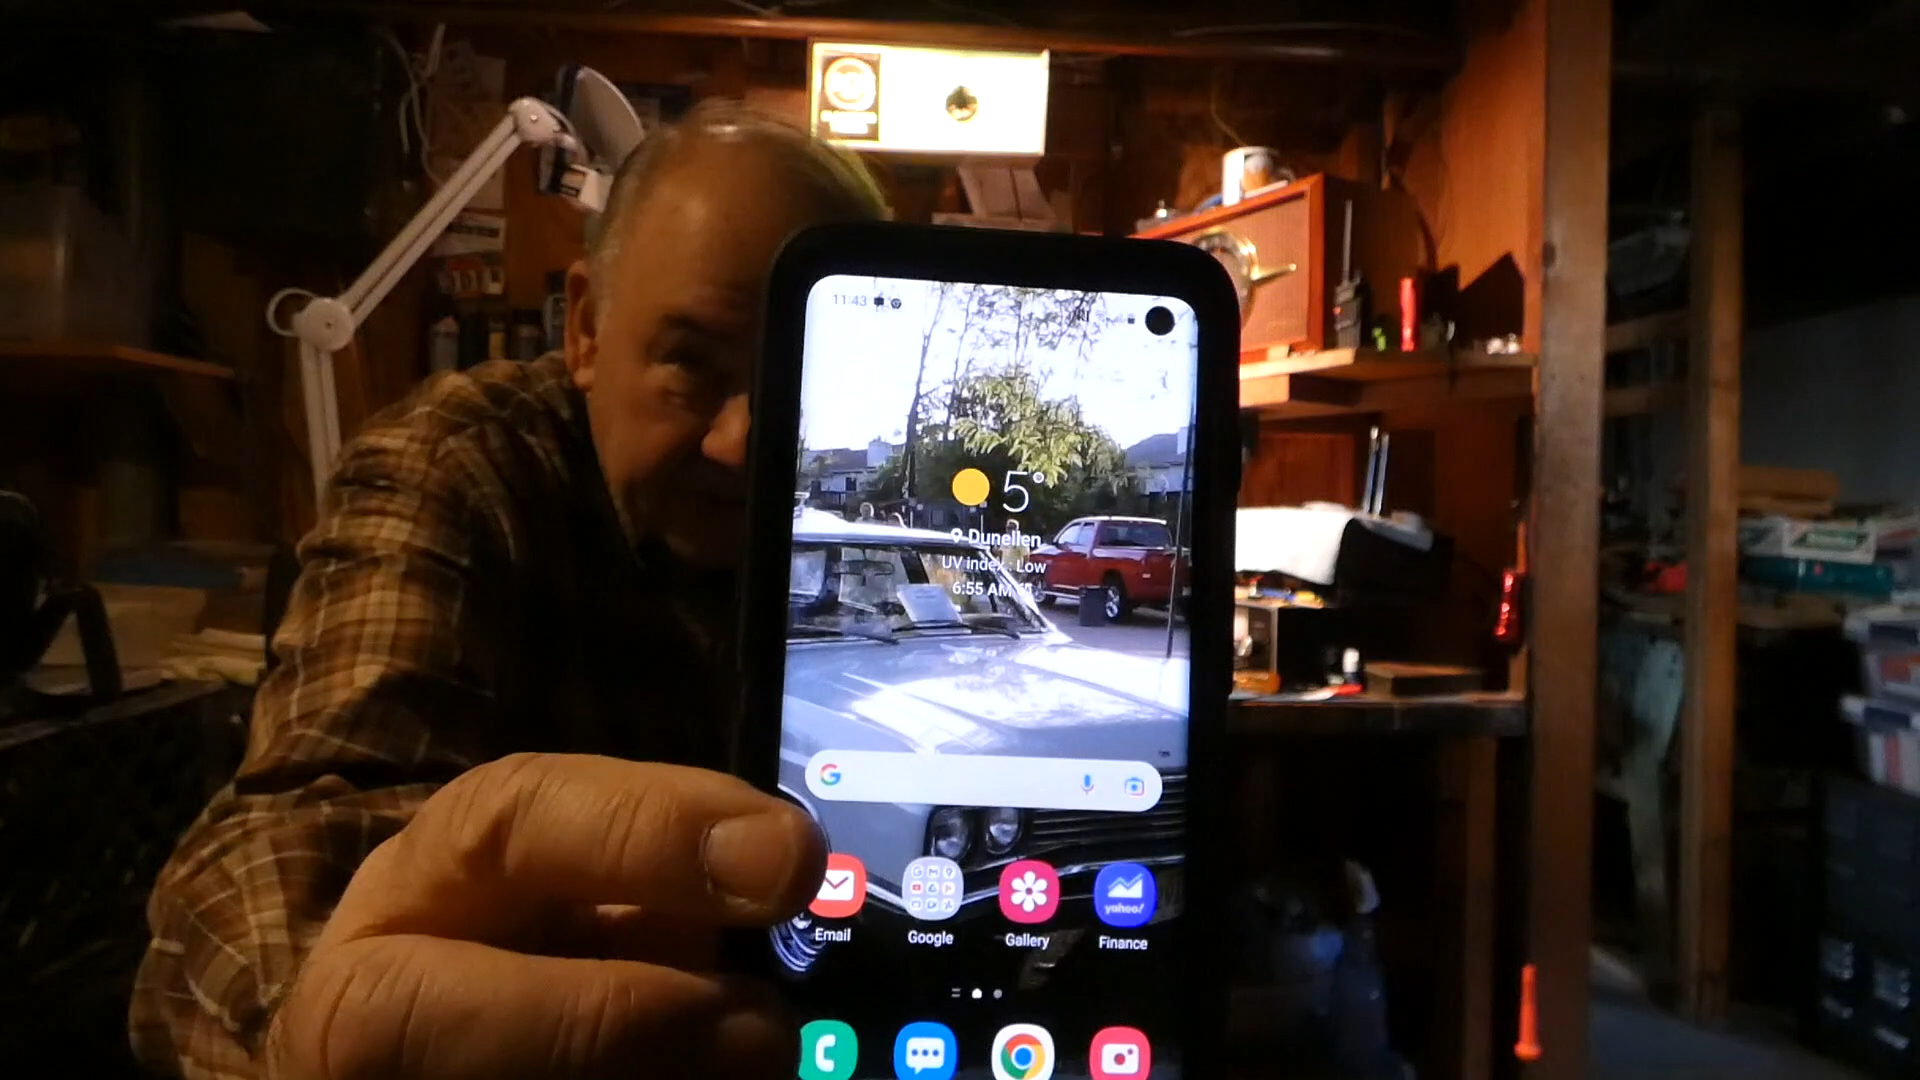 11:43
5°
Dunellen
UV index : Low
6:55 AM
G
yahoo!
Email
Google
Gallery
Finance